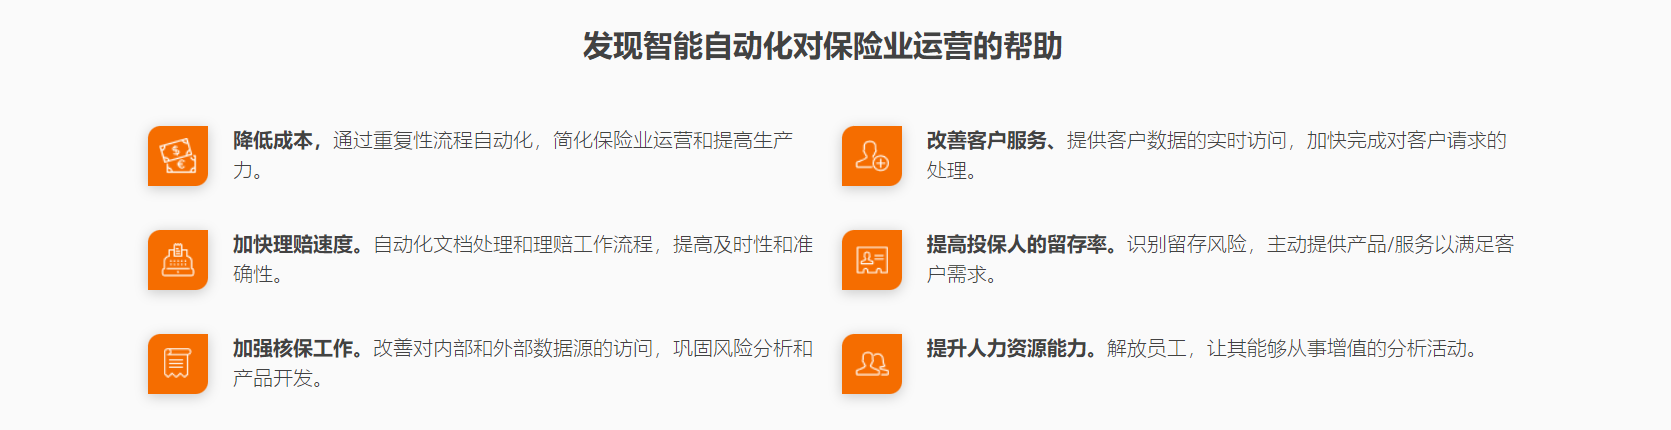 发现智能自动化对保险业运营的帮助
降低成本，通过重复性流程自动化，简化保险业运营和提高生产
力。
加快理赔速度。自动化文档处理和理赔工作流程，提高及时性和准
确性。
加强核保工作。改善对内部和外部数据源的访问，巩固风险分析和
产品开发。
改善客户服务、提供客户数据的实时访问，加快完成对客户请求的
处理。
提高投保人的留存率。识别留存风险，主动提供产品/服务以满足客
户需求。
提升人力资源能力。解放员工，让其能够从事增值的分析活动。